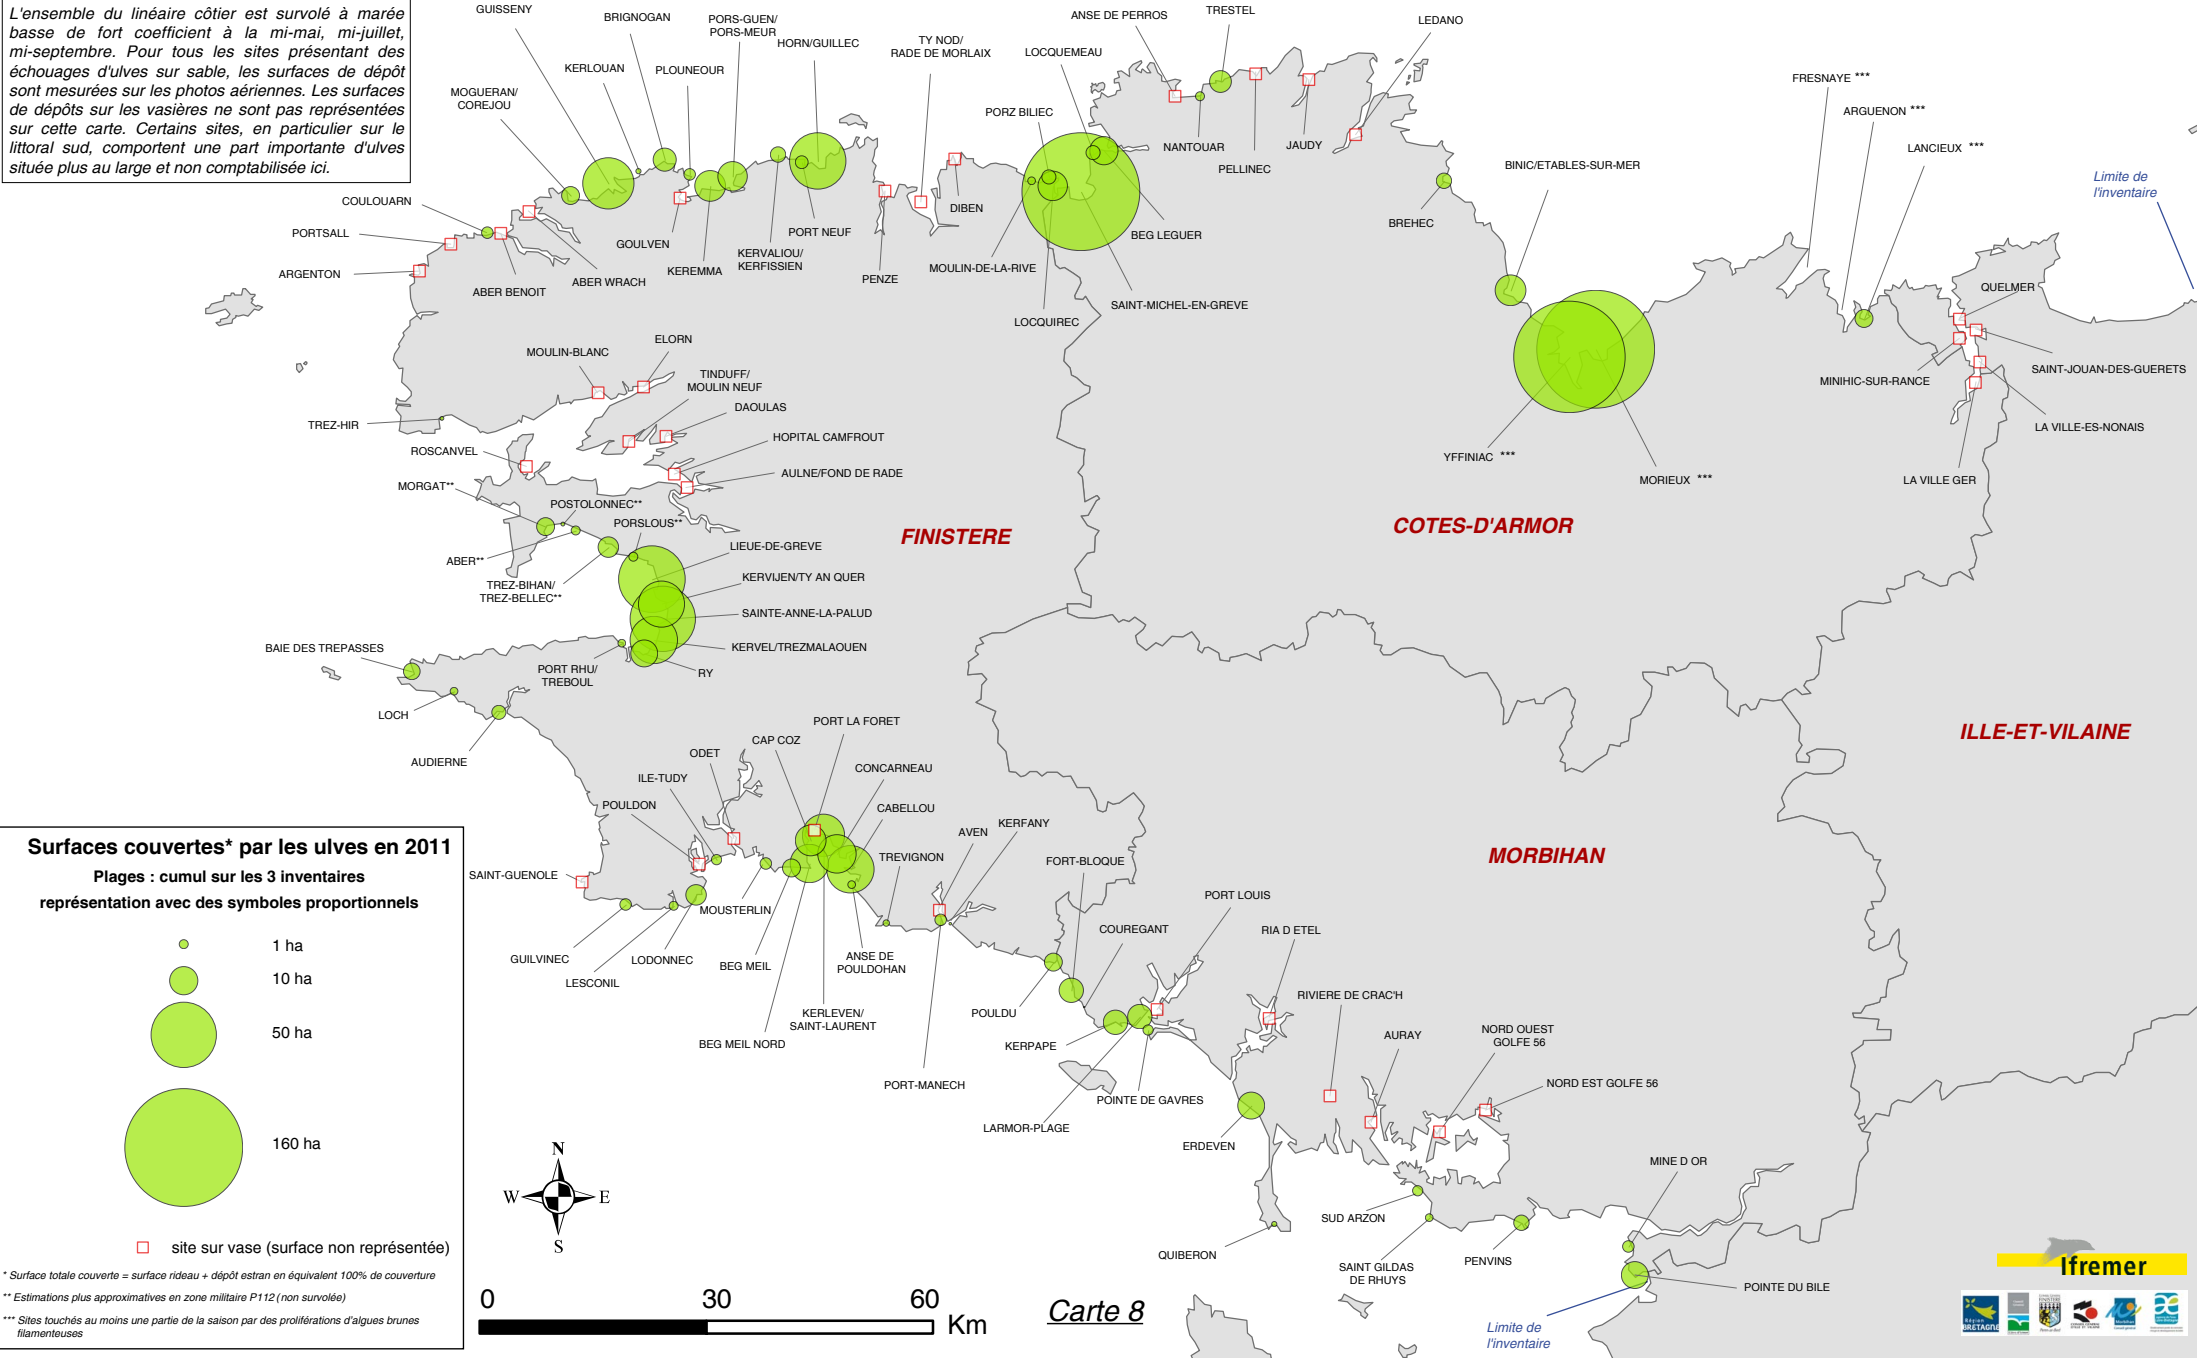 L'ensemble du linéaire côtier est survolé à marée
basse de fort coefficient à la mi-mai, mi-juillet,
mi-septembre. Pour tous les sites présentant des
échouages d'ulves sur sable, les surfaces de dépôt
sont mesurées sur les photos aériennes. Les surfaces
de dépôts sur les vasières ne sont pas représentées
sur cette carte. Certains sites, en particulier sur le
littoral sud, comportent une part importante d'ulves
située plus au large et non comptabilisée ici.
GUISSENY
BRIGNOGAN
PORS-GUEN/
PORS-MEUR
HORN/GUILLEC
KERLOUAN
PLOUNEOUR
MOGUERAN/
COREJOU
TY NOD/
RADE DE MORLAIX
LOCQUEMEAU
ANSE DE PERROS
TRESTEL
LEDANO
PORZ BILIEC
NANTOUAR
PELLINEC
JAUDY
FRESNAYE ***
ARGUENON ***
LANCIEUX ***
BINIC/ETABLES-SUR-MER
BREHEC
Limite de
l'inventaire
COULOUARN
PORTSALL
ARGENTON
ABER BENOIT
ABER WRACH
GOULVEN
KEREMMA
KERVALIOU/
KERFISSIEN
PORT NEUF
PENZE
DIBEN
MOULIN-DE-LA-RIVE
BEG LEGUER
LOCQUIREC
SAINT-MICHEL-EN-GREVE
QUELMER
MINIHIC-SUR-RANCE
SAINT-JOUAN-DES-GUERETS
LA VILLE-ES-NONAIS
LA VILLE GER
YFFINIAC ***
MORIEUX ***
MOULIN-BLANC
ELORN
TINDUFF/
MOULIN NEUF
DAOULAS
HOPITAL CAMFROUT
AULNE/FOND DE RADE
TREZ-HIR
ROSCANVEL
MORGAT**
POSTOLONNEC**
PORSLOUS**
ABER**
TREZ-BIHAN/
TREZ-BELLEC**
LIEUE-DE-GREVE
KERVIJEN/TY AN QUER
SAINTE-ANNE-LA-PALUD
KERVEL/TREZMALAOUEN
RY
PORT RHU/
TREBOUL
BAIE DES TREPASSES
LOCH
AUDIERNE
FINISTERE
COTES-D'ARMOR
ILLE-ET-VILAINE
MORBIHAN
PORT LA FORET
CAP COZ
ODET
ILE-TUDY
POULDON
CONCARNEAU
CABELLOU
AVEN
KERFANY
TREVIGNON
SAINT-GUENOLE
GUILVINEC
LESCONIL
LODONNEC
MOUSTERLIN
BEG MEIL
BEG MEIL NORD
KERLEVEN/
SAINT-LAURENT
ANSE DE
POULDOHAN
PORT-MANECH
FORT-BLOQUE
POULDU
COUREGANT
PORT LOUIS
KERPAPE
LARMOR-PLAGE
POINTE DE GAVRES
RIA D ETEL
RIVIERE DE CRAC'H
AURAY
NORD OUEST
GOLFE 56
NORD EST GOLFE 56
ERDEVEN
QUIBERON
SUD ARZON
SAINT GILDAS
DE RHUYS
PENVINS
MINE D OR
POINTE DU BILE
Limite de
l'inventaire
Surfaces couvertes* par les ulves en 2011
Plages : cumul sur les 3 inventaires
représentation avec des symboles proportionnels
1 ha
10 ha
50 ha
160 ha
site sur vase (surface non représentée)
* Surface totale couverte = surface rideau + dépôt estran en équivalent 100% de couverture
** Estimations plus approximatives en zone militaire P112 (non survolée)
*** Sites touchés au moins une partie de la saison par des proliférations d'algues brunes
filamenteuses
N
W E
S
0 30 60
Km
Carte 8
Ifremer
Région
BRETAGNE